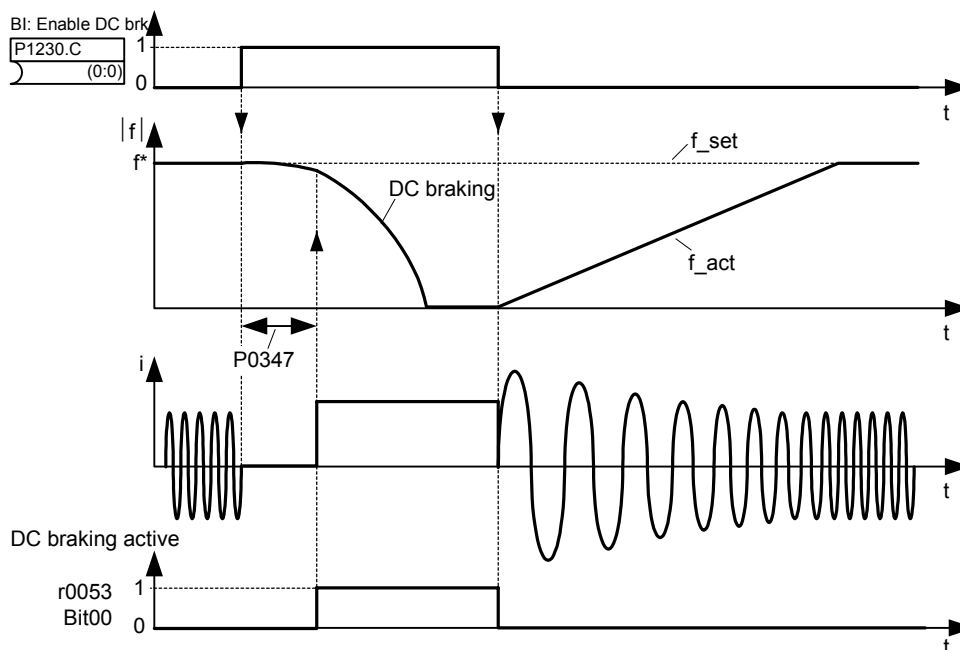 BI: Enable DC brk
P1230.C
(0:0)
1
0
t
|f|
f*
f_set
DC braking
f_act
t
P0347
i
t
DC braking active
r0053
Bit00
1
0
t